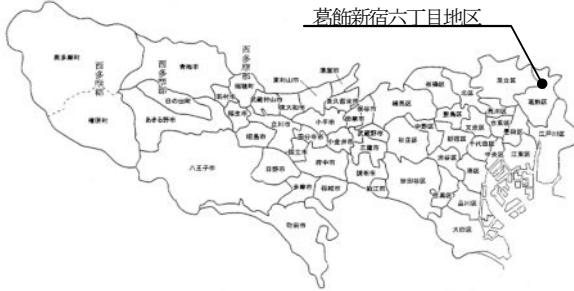 葛飾新宿六丁目地区
奥多摩町
西多摩郡
青梅市
西多摩郡
瑞穂町
東村山市
清瀬市
日の出町
羽村市
武蔵村山市
東大和市
東久留米市
檜原村
あきる野市
福生市
立川市
小平市
練馬区
板橋区
北区
足立区
葛飾区
昭島市
国分寺市
小金井市
武蔵野市
三鷹市
中野区
杉並区
豊島区
文京区
台東区
墨田区
江戸川区
新宿区
千代田区
八王子市
日野市
国立市
府中市
調布市
世田谷区
渋谷区
港区
中央区
江東区
多摩市
稲城市
狛江市
目黒区
品川区
町田市
大田区